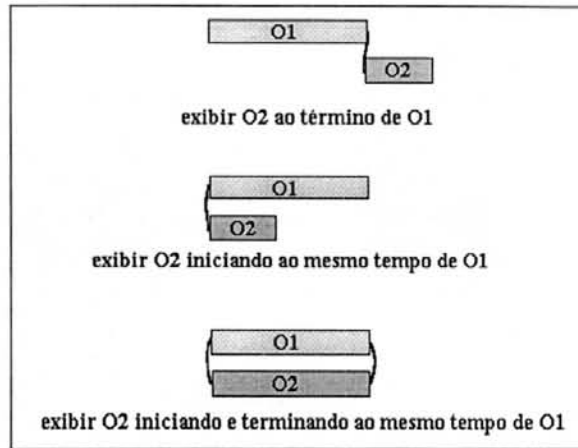 O1
O2
exibir O2 ao término de O1
O1
O2
exibir O2 iniciando ao mesmo tempo de O1
O1
O2
exibir O2 iniciando e terminando ao mesmo tempo de O1